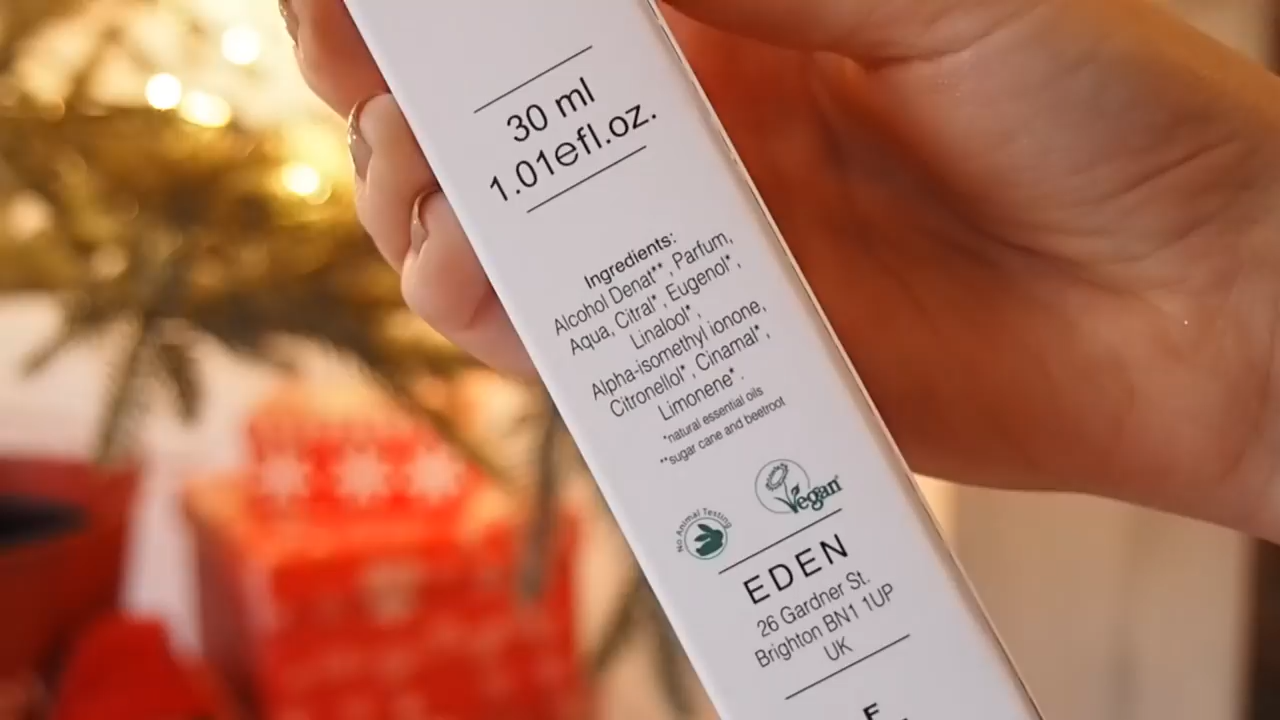 30 ml
1.01efl.oz.
Ingredients:
Alcohol Denat**, Parfum,
Aqua, Citral*, Eugenol*,
Linalool*,
Alpha-isomethyl ionone,
Citronellol*, Cinamal*,
Limonene*.
*natural essential oils
**sugar cane and beetroot
Vegan
No Animal Testing
EDEN
26 Gardner St.
Brighton BN1 1UP
UK